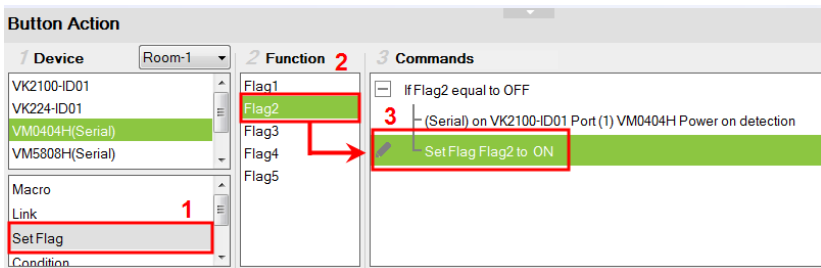 Button Action
1 Device Room-1
VK2100-ID01
VK224-ID01
VM0404H(Serial)
VM5808H(Serial)
Macro
Link
1
Set Flag
Condition
2 Function 2
Flag1
Flag2
Flag3
Flag4
Flag5
3 Commands
If Flag2 equal to OFF
3
(Serial) on VK2100-ID01 Port (1) VM0404H Power on detection
Set Flag Flag2 to ON